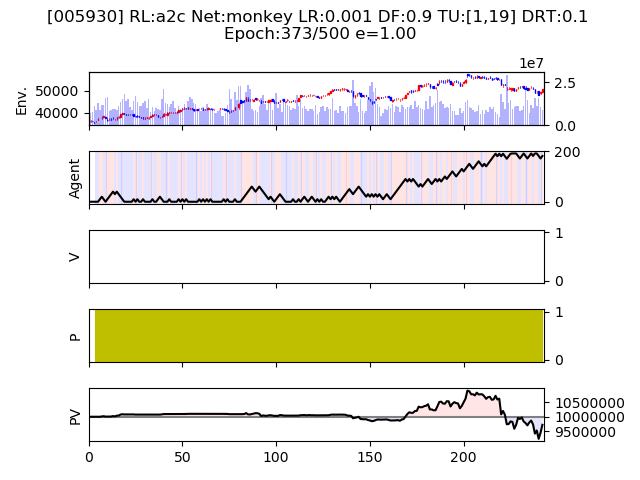 [005930] RL:a2c Net:monkey LR:0.001 DF:0.9 TU:[1,19] DRT:0.1
Epoch:373/500 e=1.00
1e7
Env.
50000
40000
2.5
0.0
Agent
200
0
V
1
0
P
1
0
PV
10500000
10000000
9500000
0 50 100 150 200